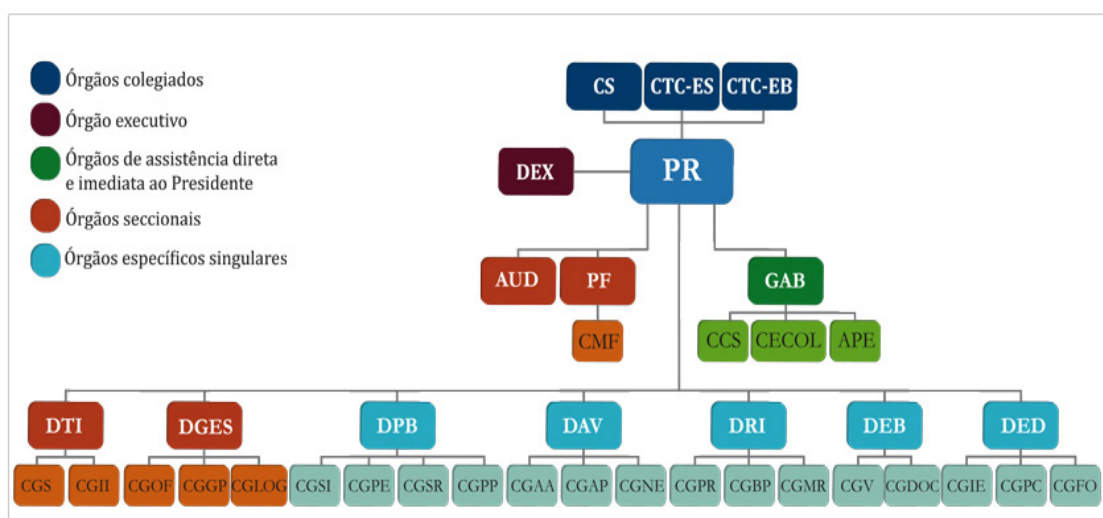 Órgãos colegiados
Órgão executivo
Órgãos de assistência direta
e imediata ao Presidente
Órgãos seccionais
Órgãos específicos singulares
CS CTC-ES CTC-EB
DEX PR
AUD PF GAB
CMF CCS CECOL APE
DTI DGES DPB DAV DRI DEB DED
CGS CGII CGOF CGGP CGLOG CGSI CGPE CGSR CGPP CGAA CGAP CGNE CGPR CGBP CGMR CGV CGDOC CGIE CGPC CGFO